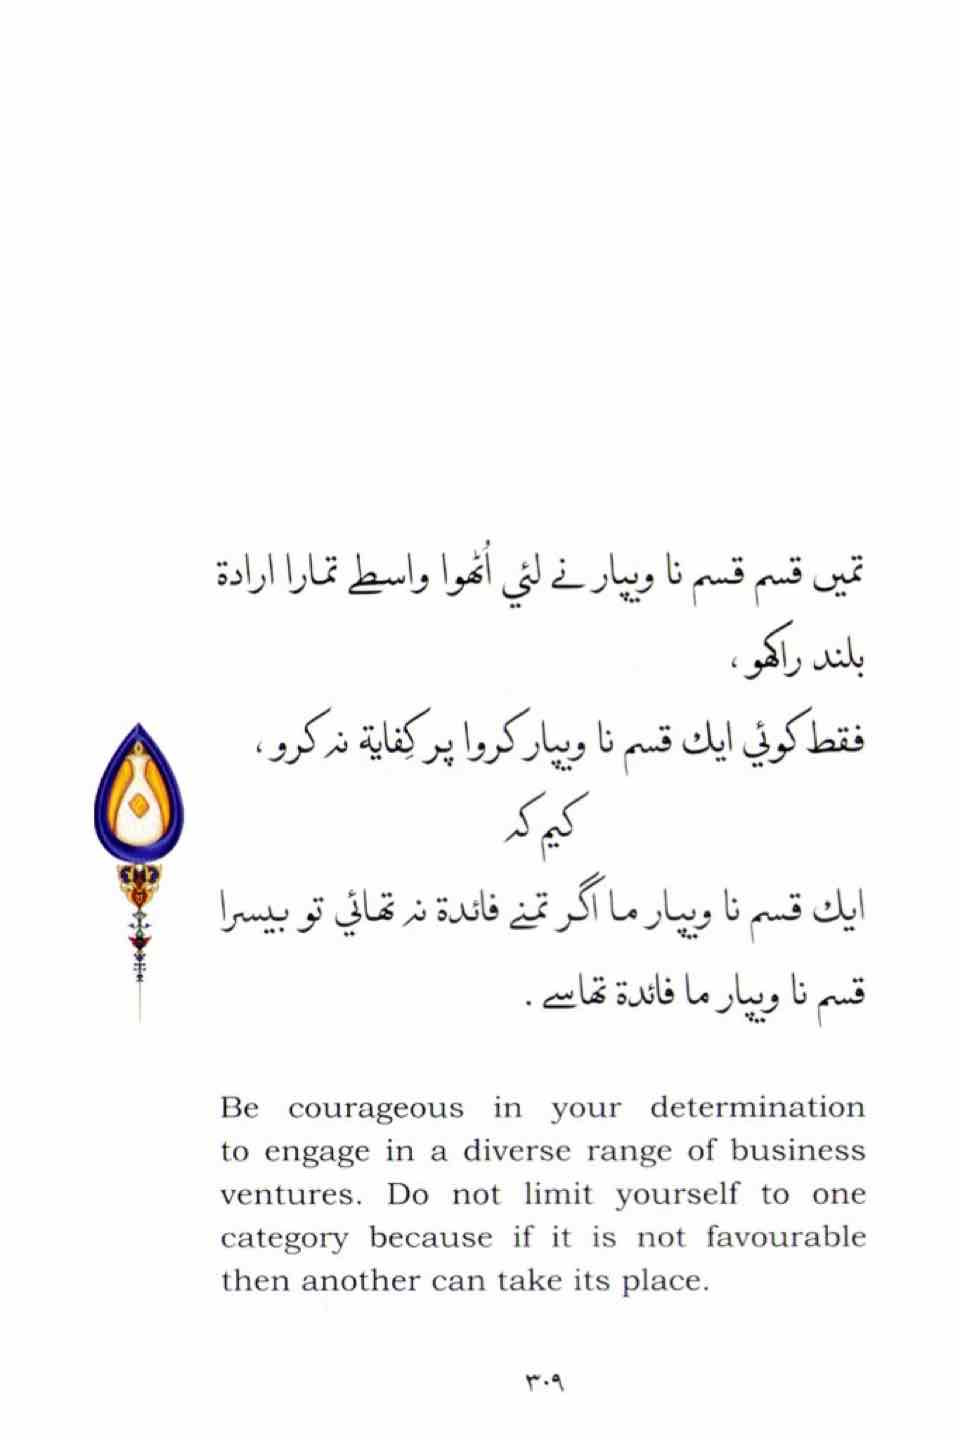 تمیں قسم قسم نا ویپار نے لئي اُٹھوا واسطے تمارا ارادة
بلند راکھو ،
فقط کوئي ایك قسم نا ویپار کروا پر کِفایة نہ کرو ،
کیم کہ
ایك قسم نا ویپار ما اگر تمنے فائدة نہ تھائي تو بیسرا
قسم نا ویپار ما فائدة تھاسے .
Be courageous in your determination
to engage in a diverse range of business
ventures. Do not limit yourself to one
category because if it is not favourable
then another can take its place.
٣٠٩